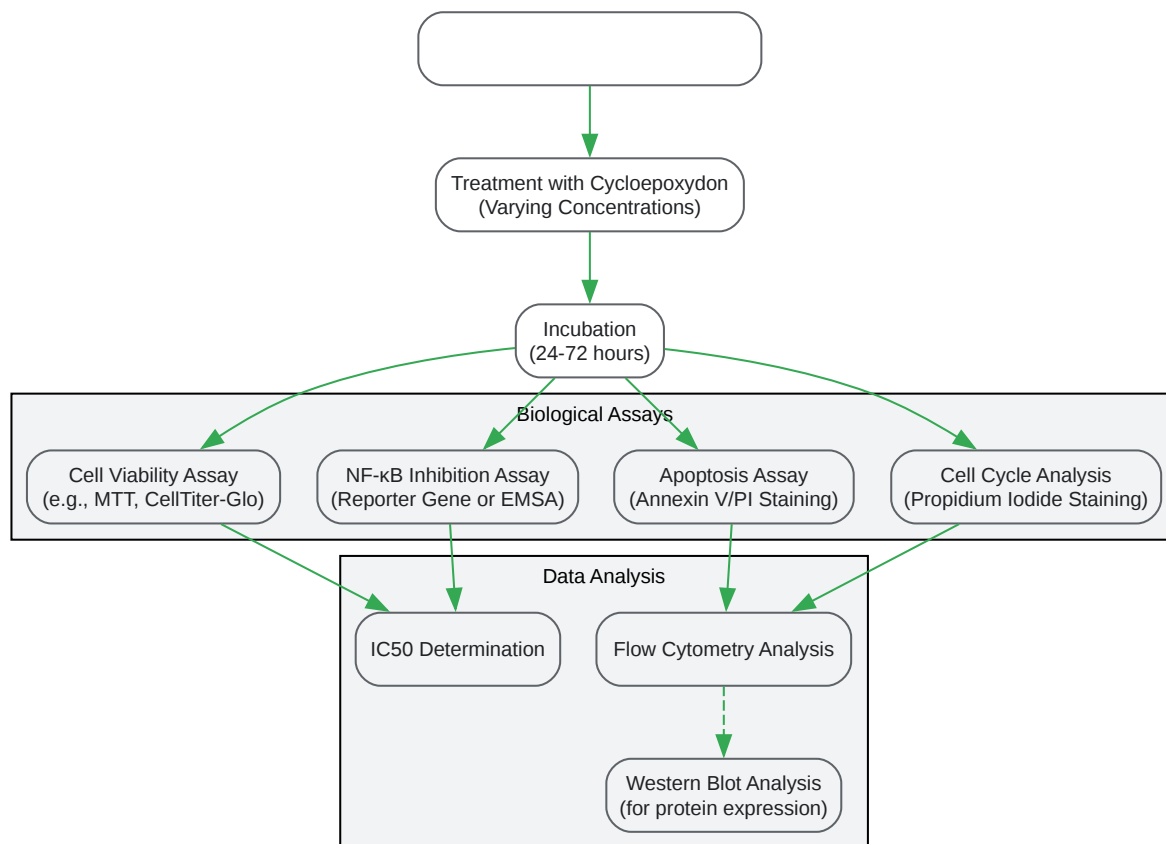 Treatment with Cycloepoxydon
(Varying Concentrations)
Incubation
(24-72 hours)
Biological Assays
Cell Viability Assay
(e.g., MTT, CellTiter-Glo)
NF-κB Inhibition Assay
(Reporter Gene or EMSA)
Apoptosis Assay
(Annexin V/PI Staining)
Cell Cycle Analysis
(Propidium Iodide Staining)
Data Analysis
IC50 Determination
Flow Cytometry Analysis
Western Blot Analysis
(for protein expression)